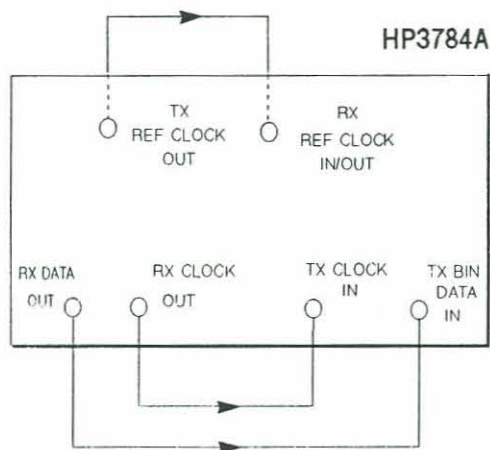 HP3784A
TX
REF CLOCK
OUT
RX
REF CLOCK
IN/OUT
RX DATA
OUT
RX CLOCK
OUT
TX CLOCK
IN
TX BIN
DATA
IN